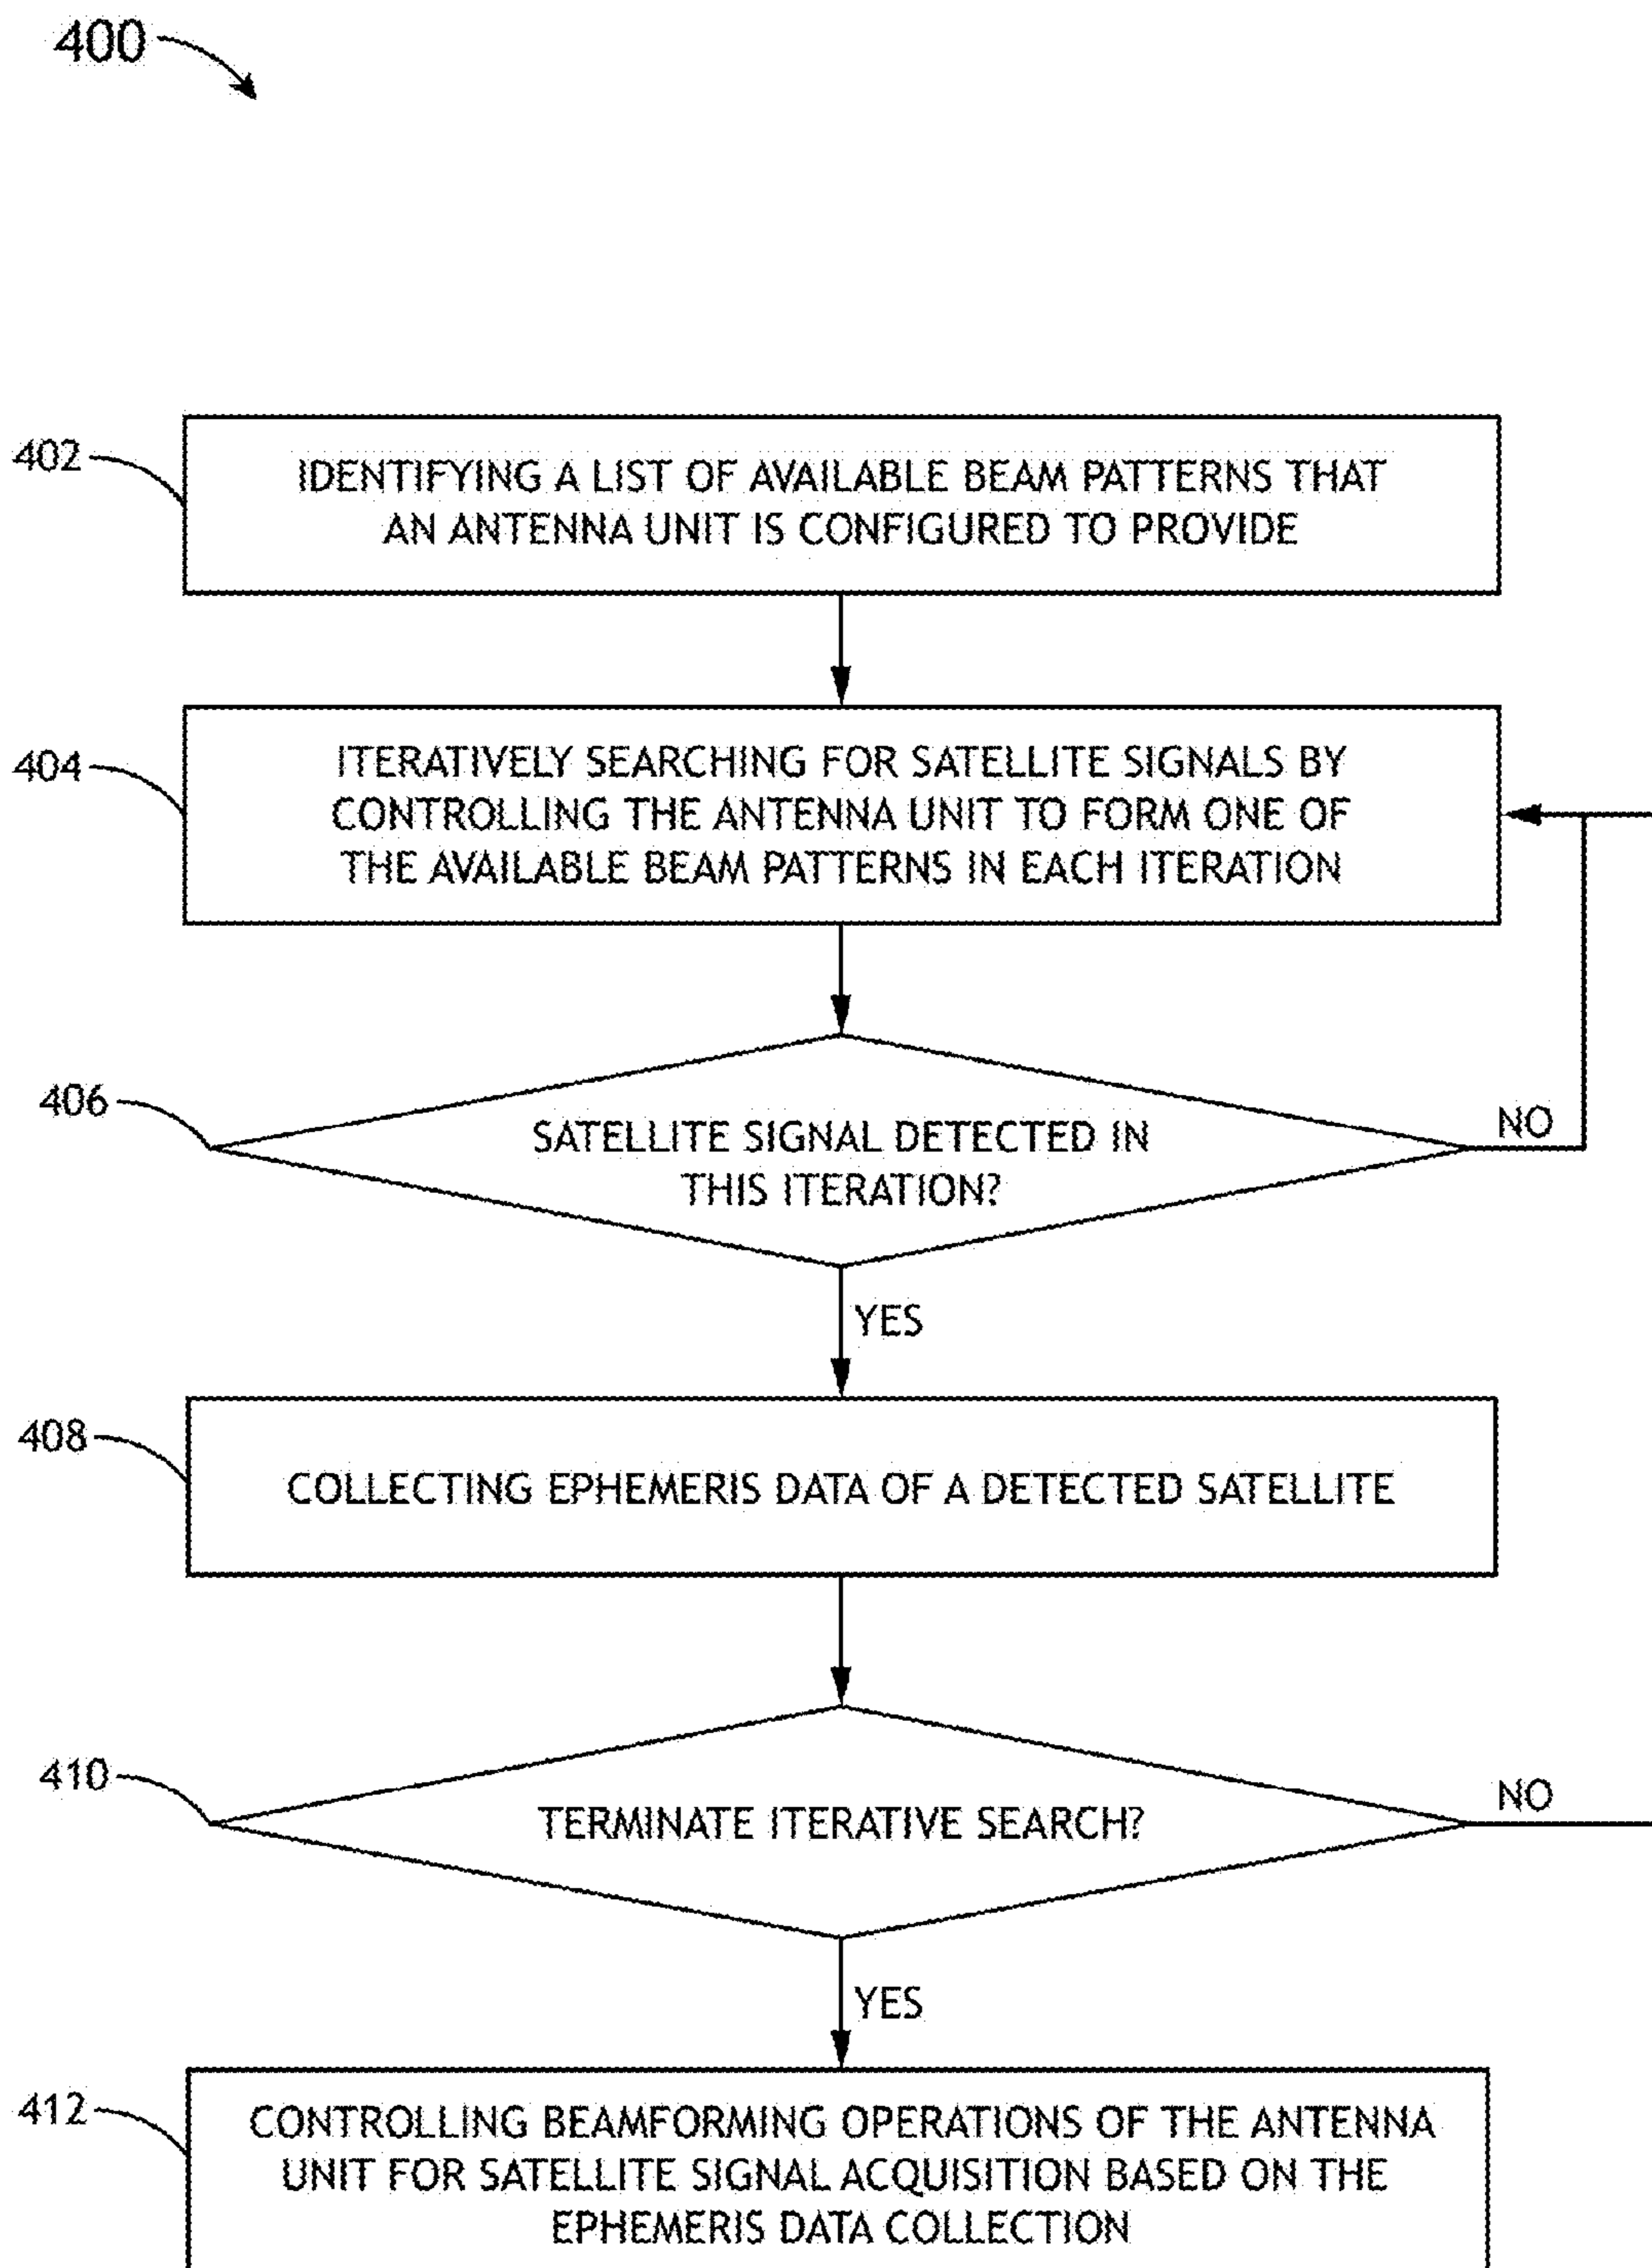 400
402
IDENTIFYING A LIST OF AVAILABLE BEAM PATTERNS THAT
AN ANTENNA UNIT IS CONFIGURED TO PROVIDE
404
ITERATIVELY SEARCHING FOR SATELLITE SIGNALS BY
CONTROLLING THE ANTENNA UNIT TO FORM ONE OF
THE AVAILABLE BEAM PATTERNS IN EACH ITERATION
406
SATELLITE SIGNAL DETECTED IN
THIS ITERATION?
NO
YES
408
COLLECTING EPHEMERIS DATA OF A DETECTED SATELLITE
410
TERMINATE ITERATIVE SEARCH?
NO
YES
412
CONTROLLING BEAMFORMING OPERATIONS OF THE ANTENNA
UNIT FOR SATELLITE SIGNAL ACQUISITION BASED ON THE
EPHEMERIS DATA COLLECTION